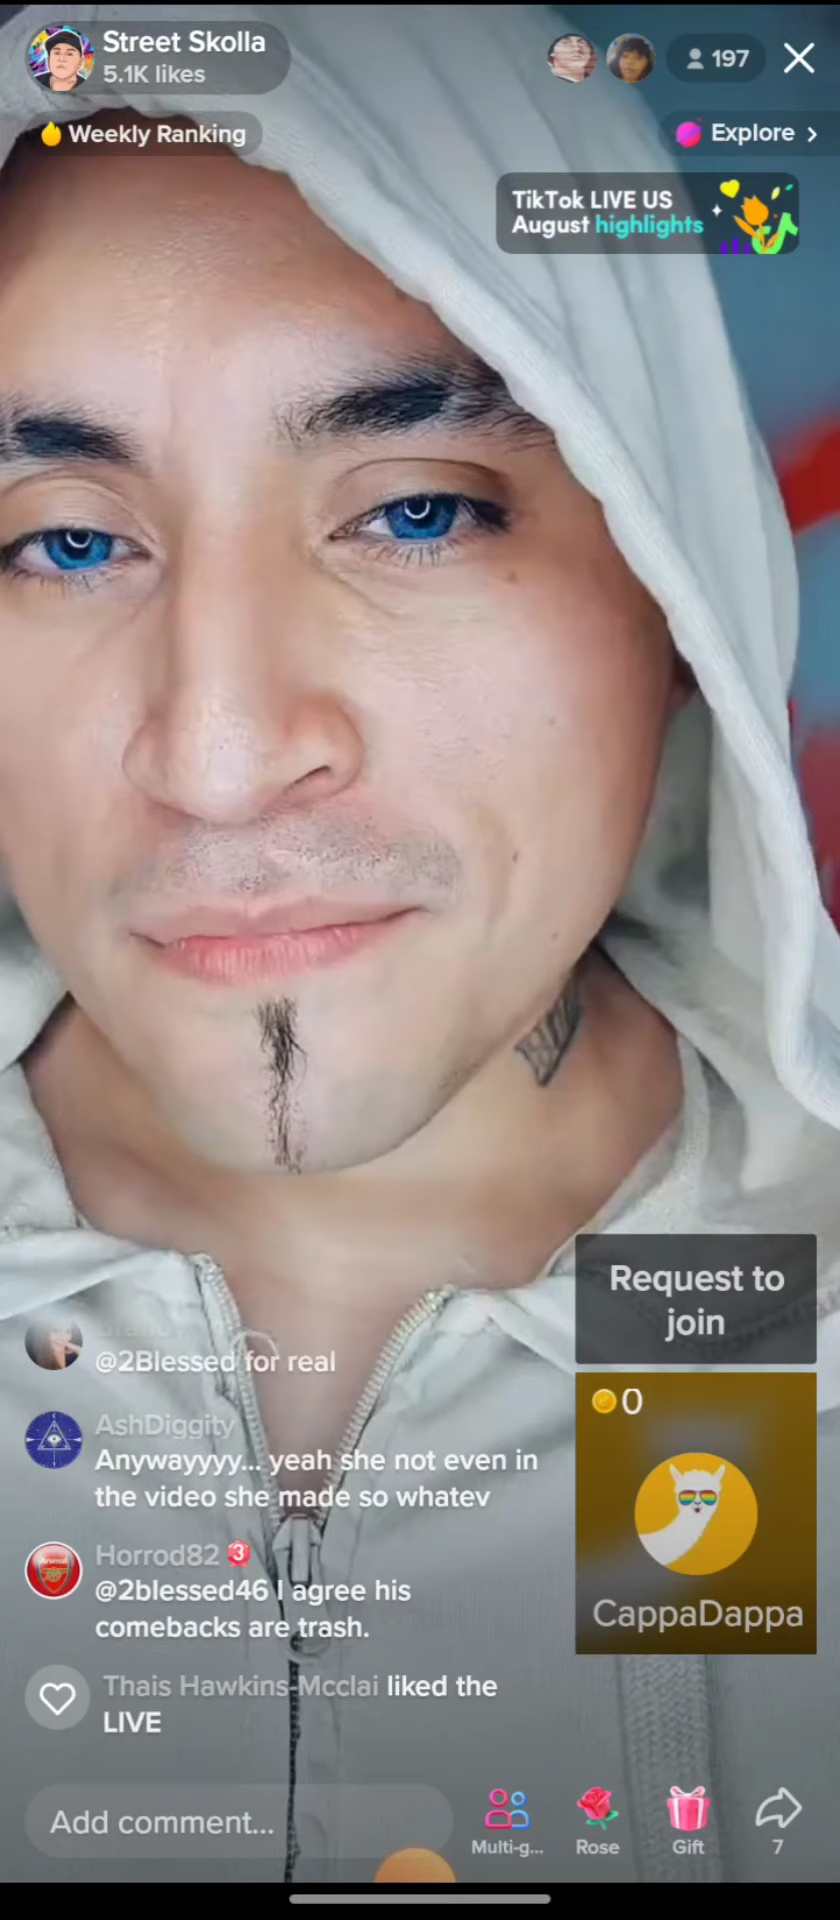 Street Skolla
5.1K likes
197
Weekly Ranking
Explore >
TikTok LIVE US
August highlights
Request to
join
@2Blessed for real
0
AshDiggity
Anywayyyy... yeah she not even in
the video she made so whatev
Horrod82 3
@2blessed46 I agree his
comebacks are trash.
CappaDappa
Thais Hawkins-Mcclai liked the
LIVE
Add comment...
Multi-g...
Rose
Gift
7